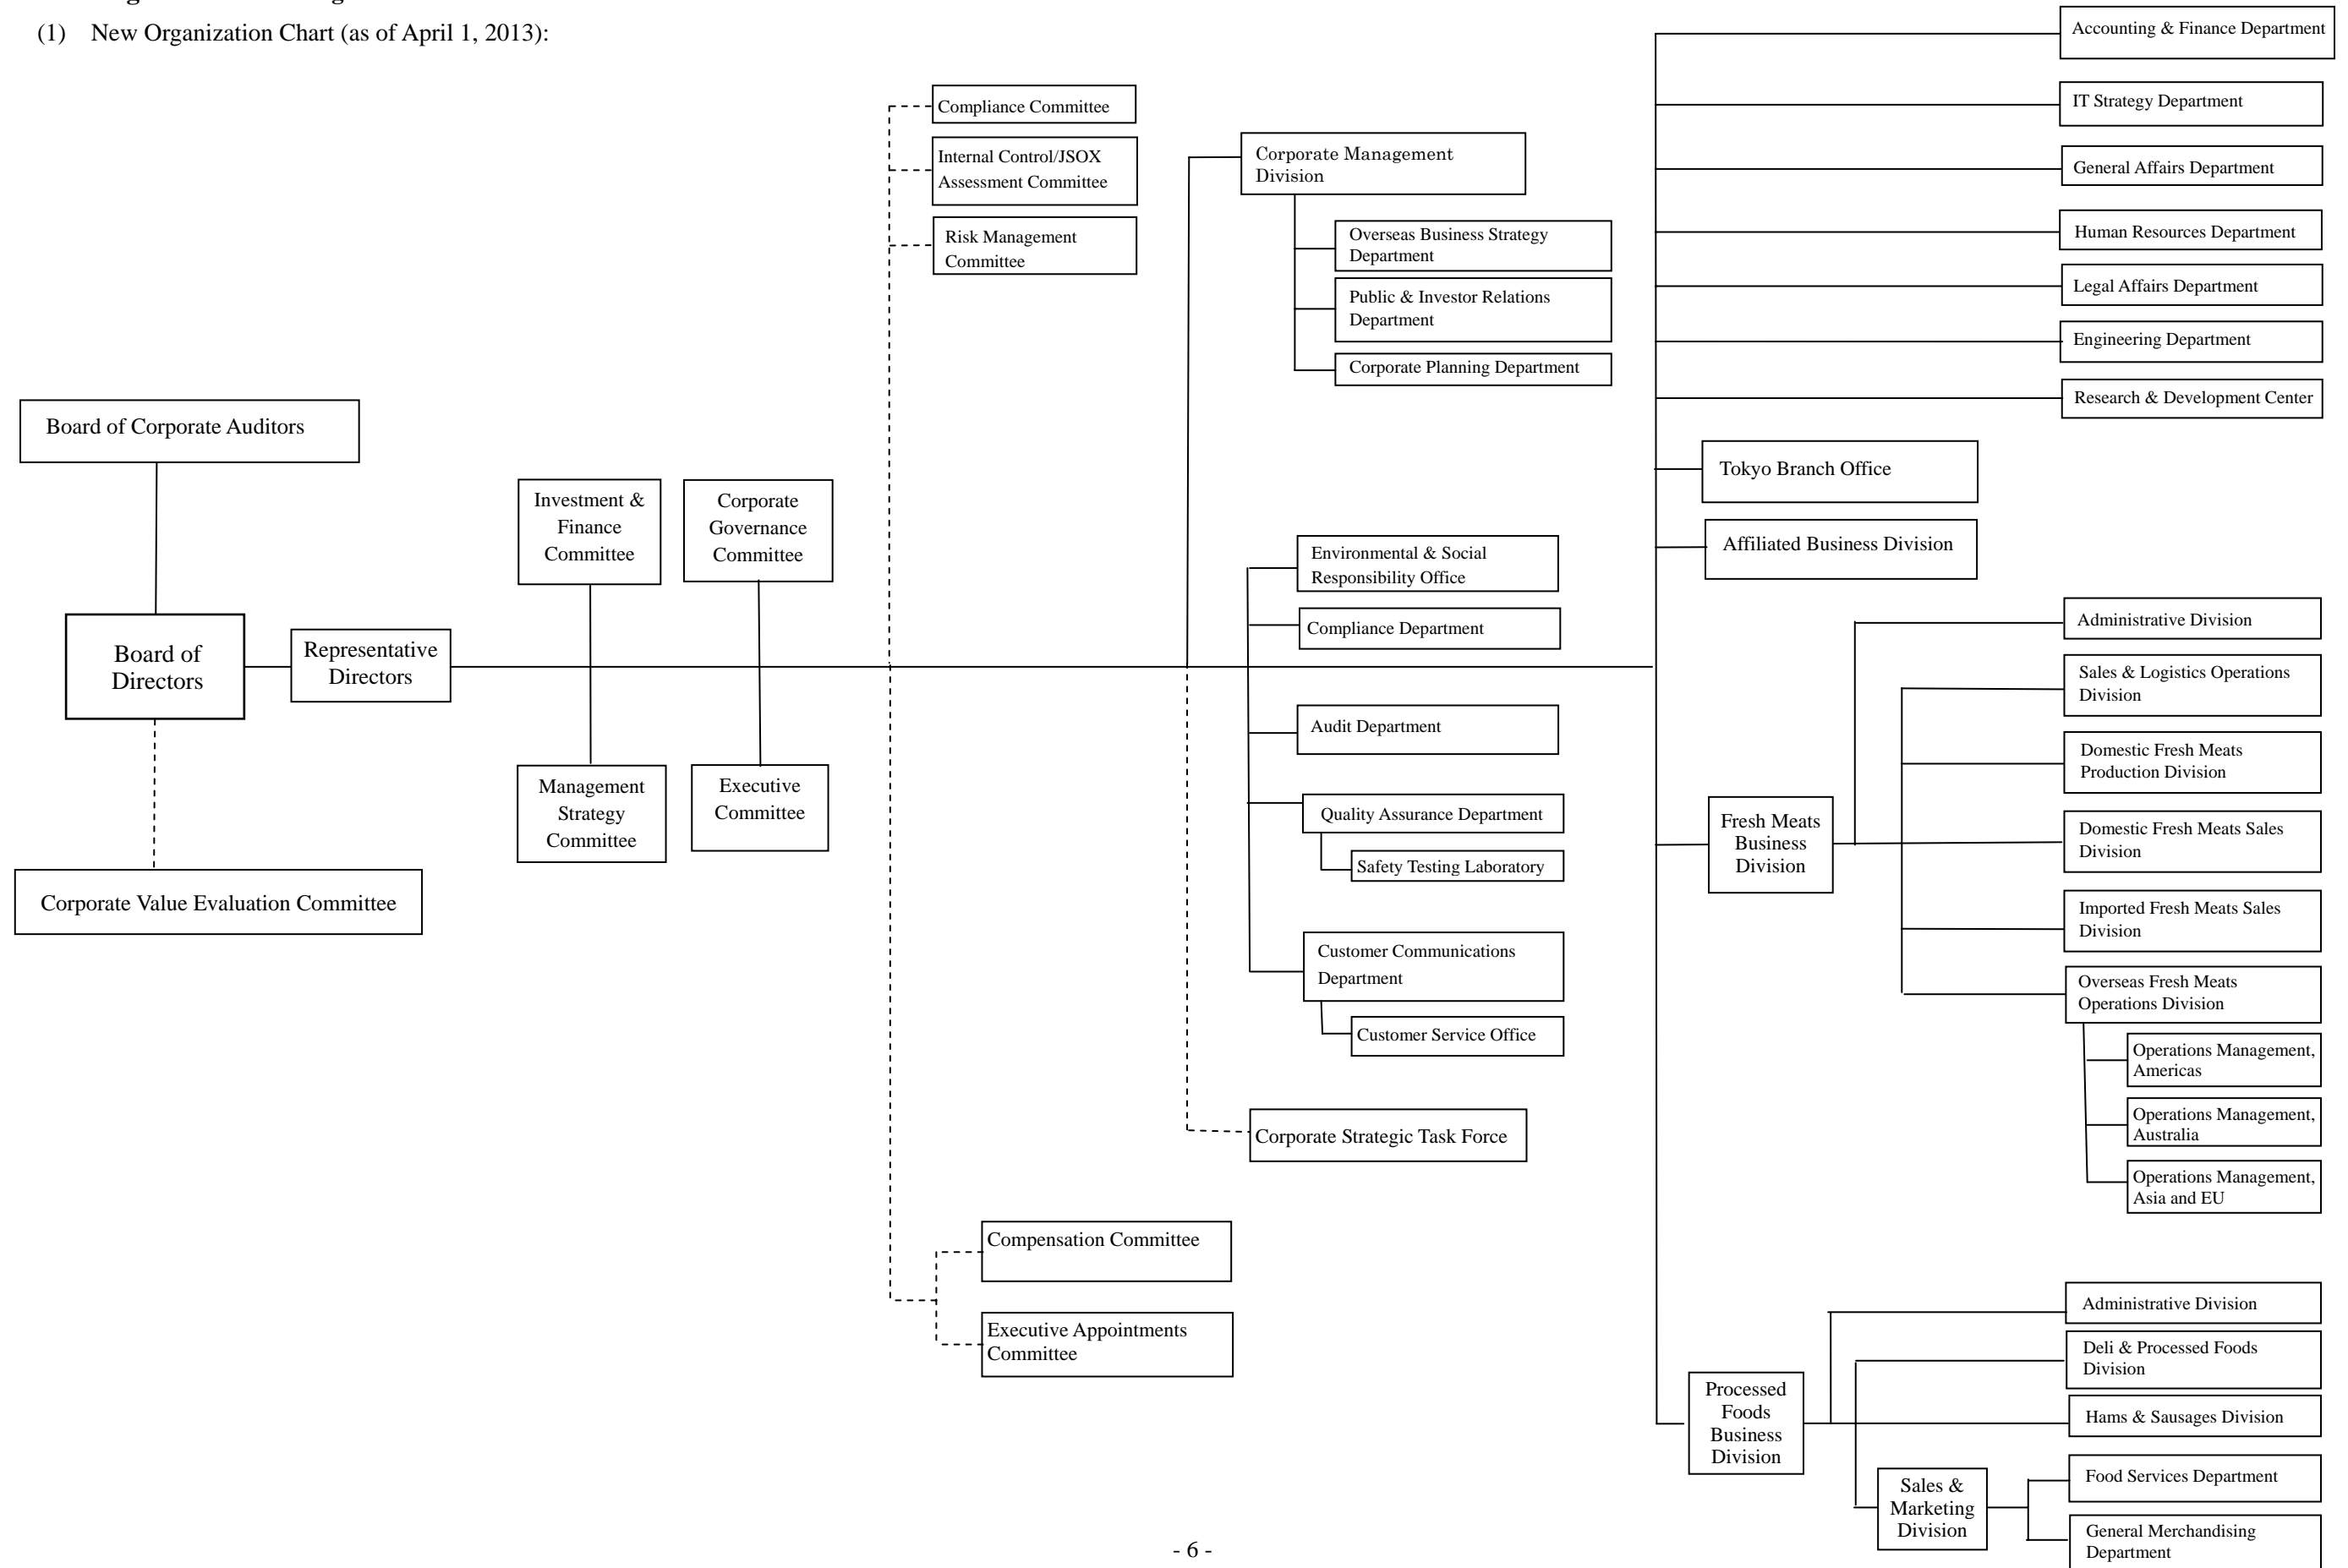 (1) New Organization Chart (as of April 1, 2013):
Compliance Committee
Internal Control/JSOX
Assessment Committee
Risk Management
Committee
Board of Corporate Auditors
Board of
Directors
Representative
Directors
Corporate Value Evaluation Committee
Investment &
Finance
Committee
Corporate
Governance
Committee
Management
Strategy
Committee
Executive
Committee
Compensation Committee
Executive Appointments
Committee
Corporate Management
Division
Overseas Business Strategy
Department
Public & Investor Relations
Department
Corporate Planning Department
Environmental & Social
Responsibility Office
Compliance Department
Audit Department
Quality Assurance Department
Safety Testing Laboratory
Customer Communications
Department
Customer Service Office
Corporate Strategic Task Force
Accounting & Finance Department
IT Strategy Department
General Affairs Department
Human Resources Department
Legal Affairs Department
Engineering Department
Research & Development Center
Tokyo Branch Office
Affiliated Business Division
Fresh Meats
Business
Division
Administrative Division
Sales & Logistics Operations
Division
Domestic Fresh Meats
Production Division
Domestic Fresh Meats Sales
Division
Imported Fresh Meats Sales
Division
Overseas Fresh Meats
Operations Division
Operations Management,
Americas
Operations Management,
Australia
Operations Management,
Asia and EU
Processed
Foods
Business
Division
Administrative Division
Deli & Processed Foods
Division
Hams & Sausages Division
Sales &
Marketing
Division
Food Services Department
General Merchandising
Department
- 6 -